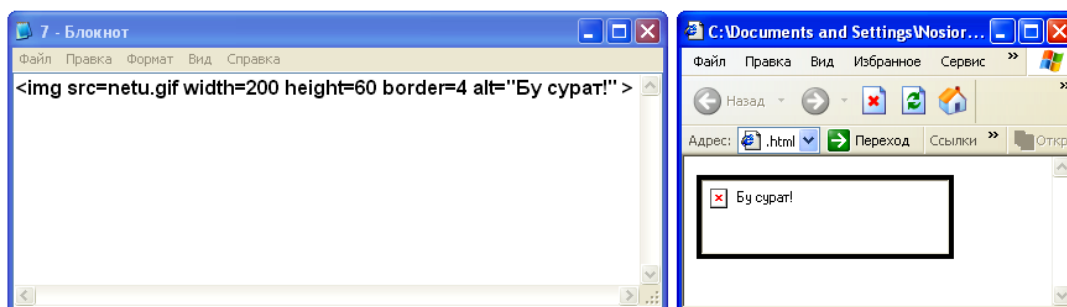 7 - Блокнот
Файл Правка Формат Вид Справка
<img src=netu.gif width=200 height=60 border=4 alt="Бу сурат!" >
C:\Documents and Settings\Nosior...
Файл Правка Вид Избранное Сервис »
Назад »
Адрес: .html Переход Ссылки » Откр
Бу сурат!